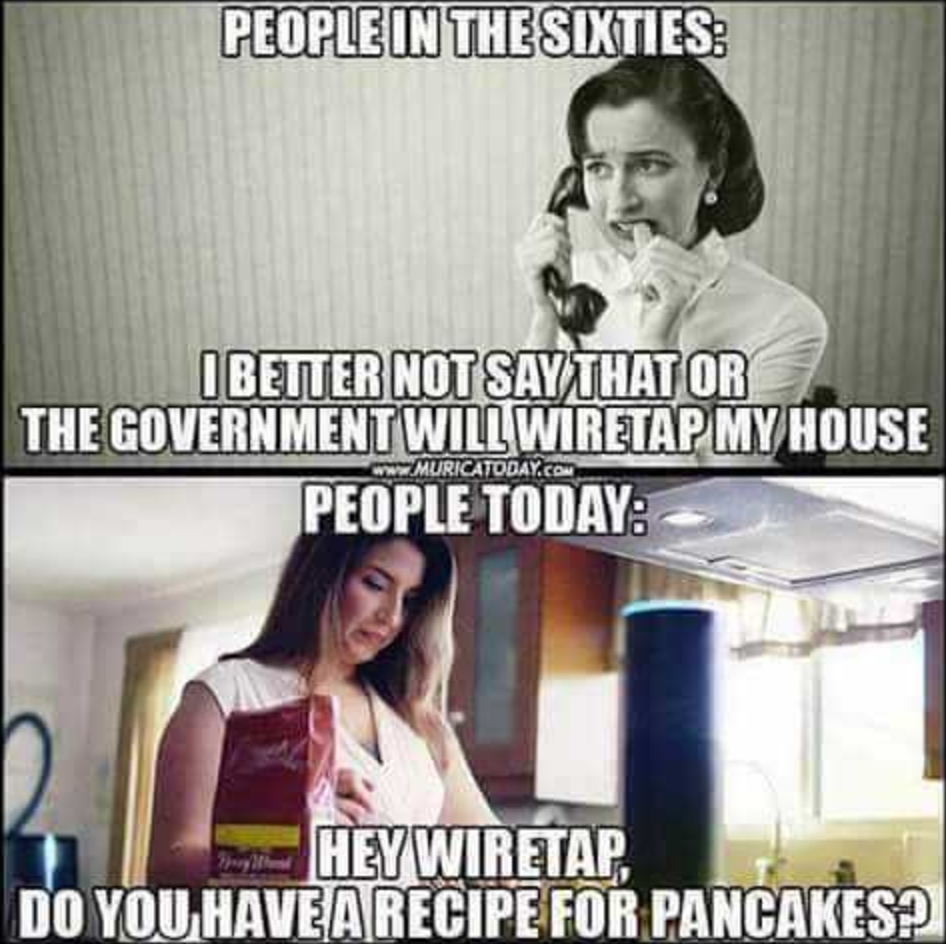 PEOPLE IN THE SIXTIES:
I BETTER NOT SAY THAT OR
THE GOVERNMENT WILL WIRETAP MY HOUSE
www.MURICATODAY.COM
PEOPLE TODAY:
HEY WIRETAP,
DO YOU HAVE A RECIPE FOR PANCAKES?